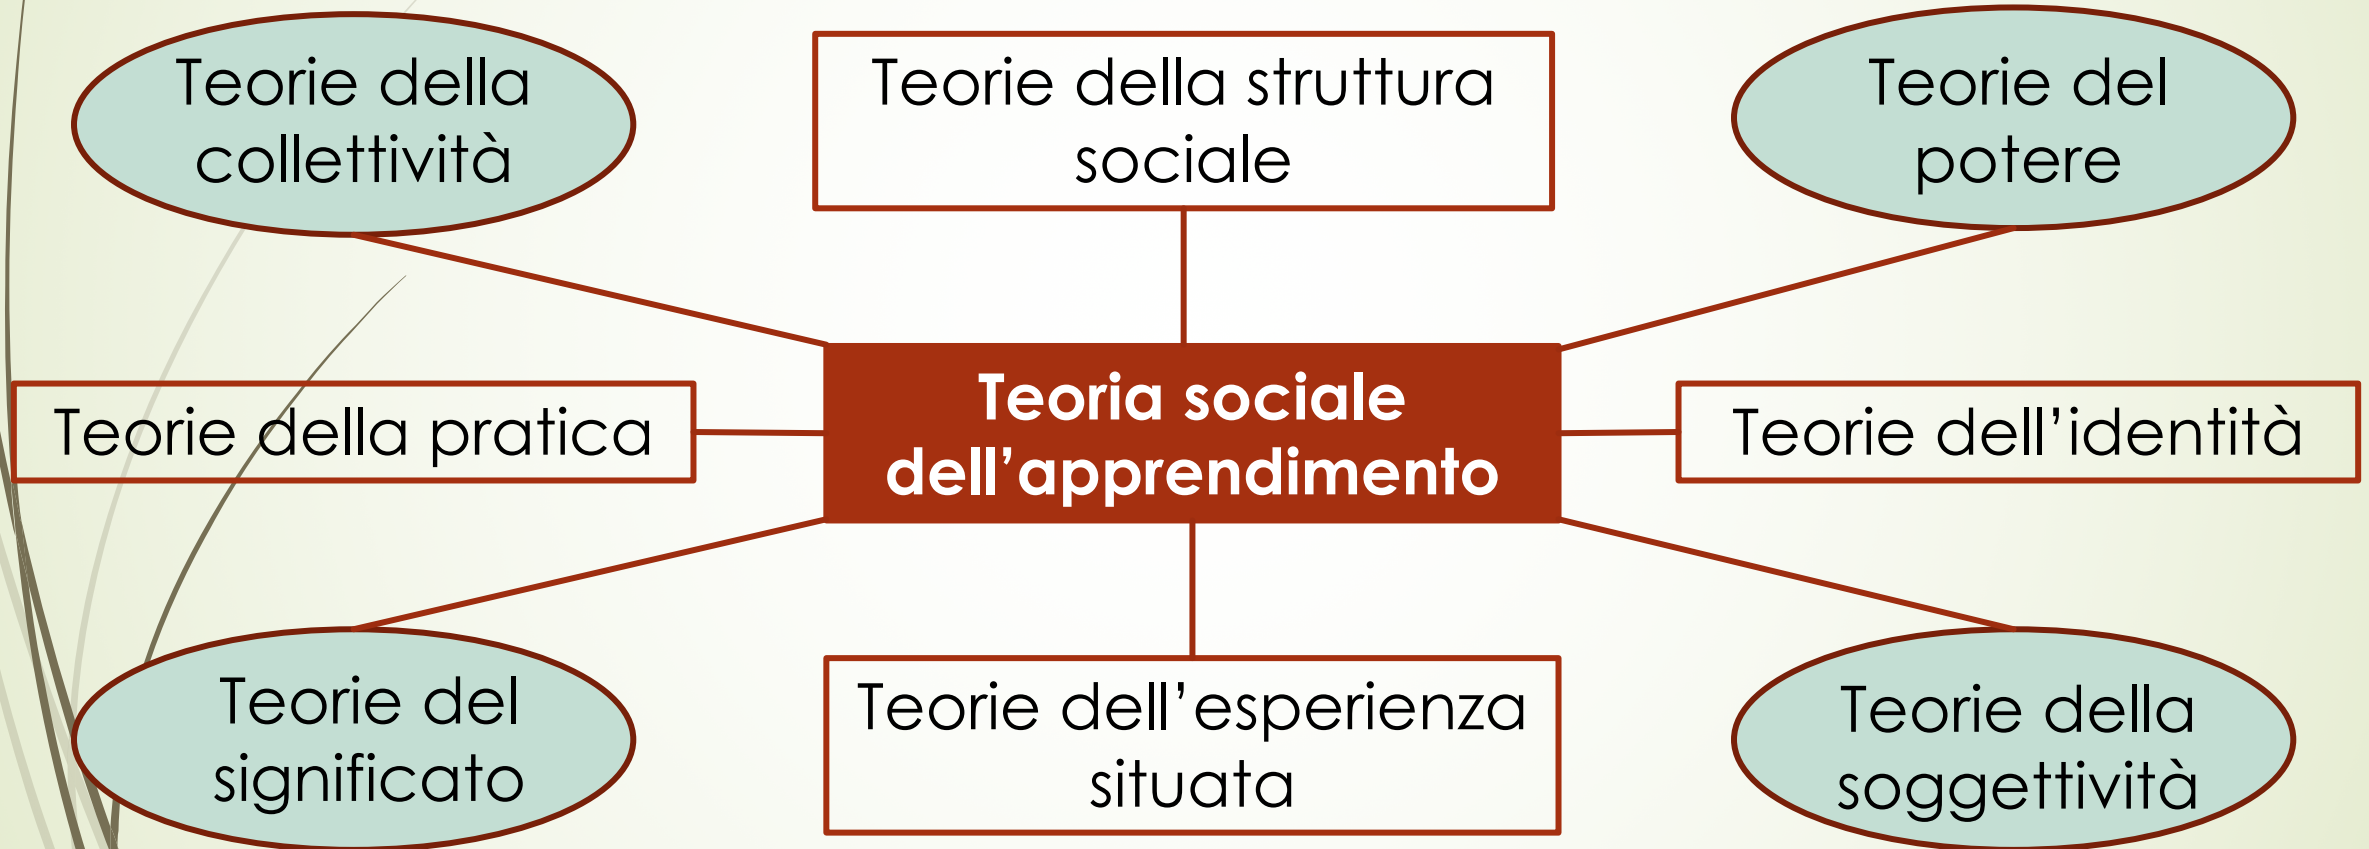 Teorie della
collettività
Teorie della struttura
sociale
Teorie del
potere
Teorie della pratica
Teoria sociale
dell’apprendimento
Teorie dell’identità
Teorie del
significato
Teorie dell’esperienza
situata
Teorie della
soggettività